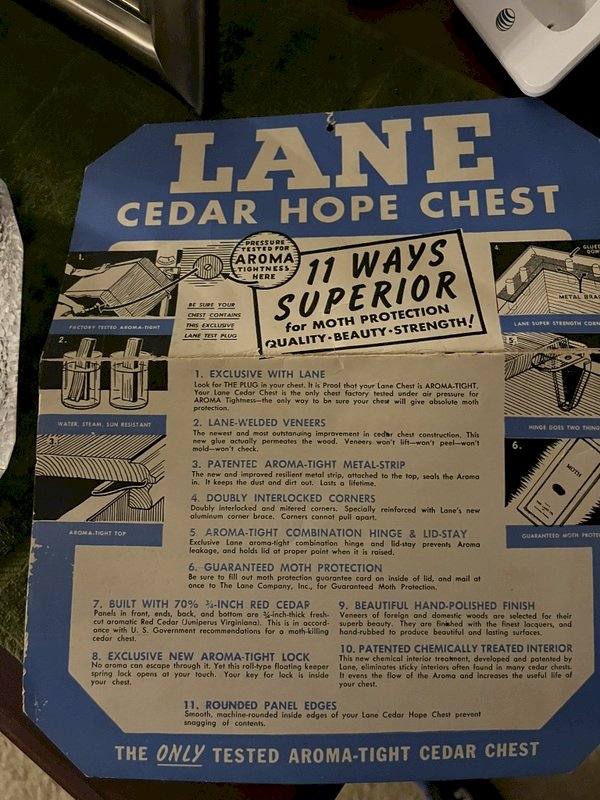 LANE
CEDAR HOPE CHEST
1.
FACTORY TESTED AROMA-TIGHT
PRESSURE
TESTED FOR
AROMA
TIGHTNESS
HERE
BE SURE YOUR
CHEST CONTAINS
THIS EXCLUSIVE
LANE TEST PLUG
11 WAYS
SUPERIOR
for MOTH PROTECTION
QUALITY·BEAUTY·STRENGTH!
4.
GLUED
METAL BRA
LANE SUPER STRENGTH CORN
2.
WATER, STEAM, SUN RESISTANT
5.
HINGE DOES TWO THING
3.
AROMA-TIGHT TOP
6.
MOTH
GUARANTEED MOTH PROTE
1. EXCLUSIVE WITH LANE
Look for THE PLUG in your chest. It is Proof that your Lane Chest is AROMA-TIGHT.
Your Lane Cedar Chest is the only chest factory tested under air pressure for
AROMA Tightness—the only way to be sure your chest will give absolute moth
protection.
2. LANE-WELDED VENEERS
The newest and most outstanding improvement in cedar chest construction. This
new glue actually permeates the wood. Veneers won't lift—won't peel—won't
mold—won't check.
3. PATENTED AROMA-TIGHT METAL-STRIP
The new and improved resilient metal strip, attached to the top, seals the Aroma
in. It keeps the dust and dirt out. Lasts a lifetime.
4. DOUBLY INTERLOCKED CORNERS
Doubly interlocked and mitered corners. Specially reinforced with Lane's new
aluminum corner brace. Corners cannot pull apart.
5. AROMA-TIGHT COMBINATION HINGE & LID-STAY
Exclusive Lane aroma-tight combination hinge and lid-stay prevents Aroma
leakage, and holds lid at proper point when it is raised.
6. GUARANTEED MOTH PROTECTION
Be sure to fill out moth protection guarantee card on inside of lid, and mail at
once to The Lane Company, Inc., for Guaranteed Moth Protection.
7. BUILT WITH 70% ¾-INCH RED CEDAR
Panels in front, ends, back, and bottom are ¾-inch-thick fresh-
cut aromatic Red Cedar (Juniperus Virginiana). This is in accord-
ance with U. S. Government recommendations for a moth-killing
cedar chest.
8. EXCLUSIVE NEW AROMA-TIGHT LOCK
No aroma can escape through it. Yet this roll-type floating keeper
spring lock opens at your touch. Your key for lock is inside
your chest.
9. BEAUTIFUL HAND-POLISHED FINISH
Veneers of foreign and domestic woods are selected for their
superb beauty. They are finished with the finest lacquers, and
hand-rubbed to produce beautiful and lasting surfaces.
10. PATENTED CHEMICALLY TREATED INTERIOR
This new chemical interior treatment, developed and patented by
Lane, eliminates sticky interiors often found in many cedar chests.
It evens the flow of the Aroma and increases the useful life of
your chest.
11. ROUNDED PANEL EDGES
Smooth, machine-rounded inside edges of your Lane Cedar Hope Chest prevent
snagging of contents.
THE ONLY TESTED AROMA-TIGHT CEDAR CHEST